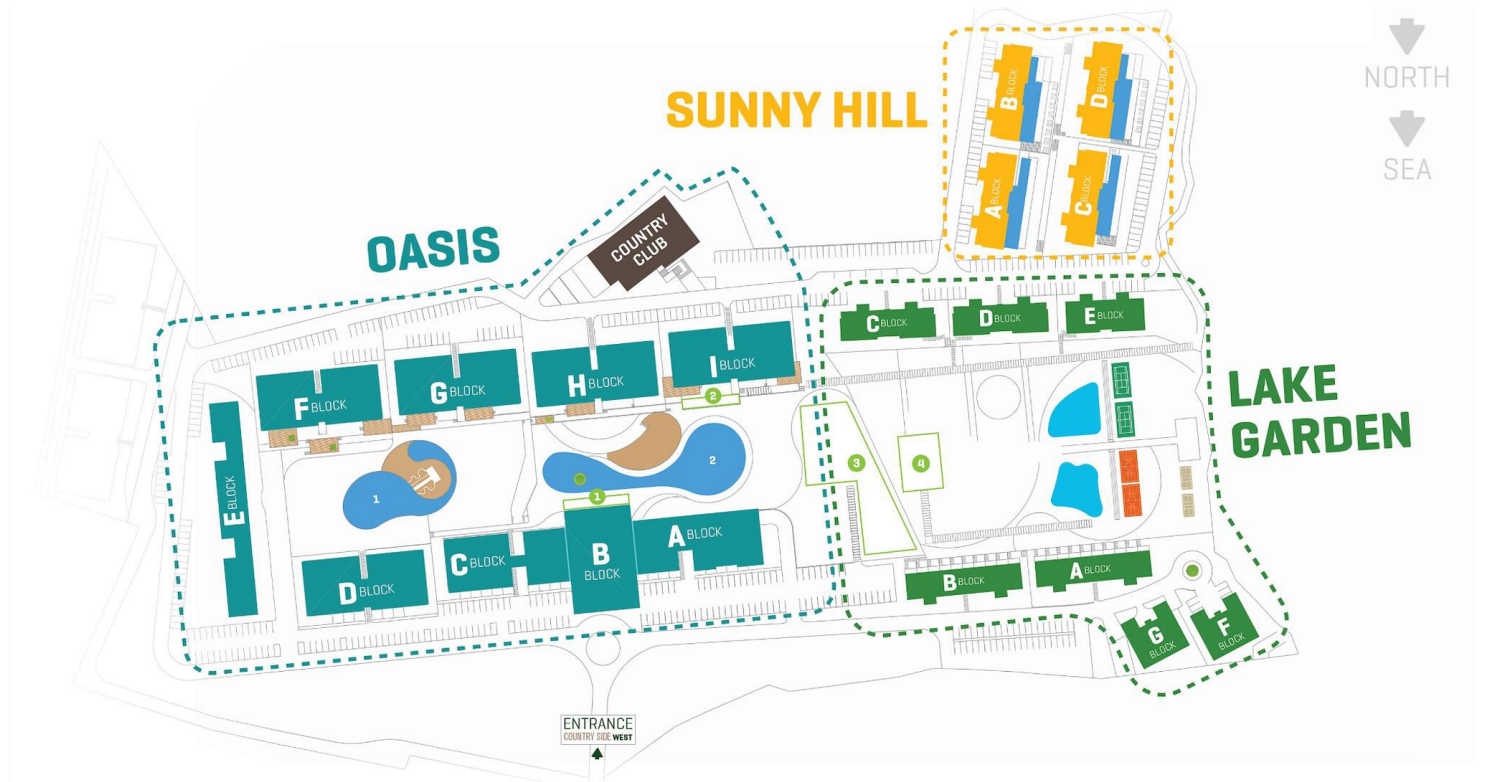 NORTH
SEA
SUNNY HILL
B BLOCK
D BLOCK
A BLOCK
C BLOCK
OASIS
COUNTRY
CLUB
F BLOCK
G BLOCK
H BLOCK
I BLOCK
E BLOCK
D BLOCK
C BLOCK
B
BLOCK
A BLOCK
1
2
1
2
3
4
LAKE
GARDEN
C BLOCK
D BLOCK
E BLOCK
B BLOCK
A BLOCK
G
BLOCK
F
BLOCK
ENTRANCE
COUNTRY SIDE WEST